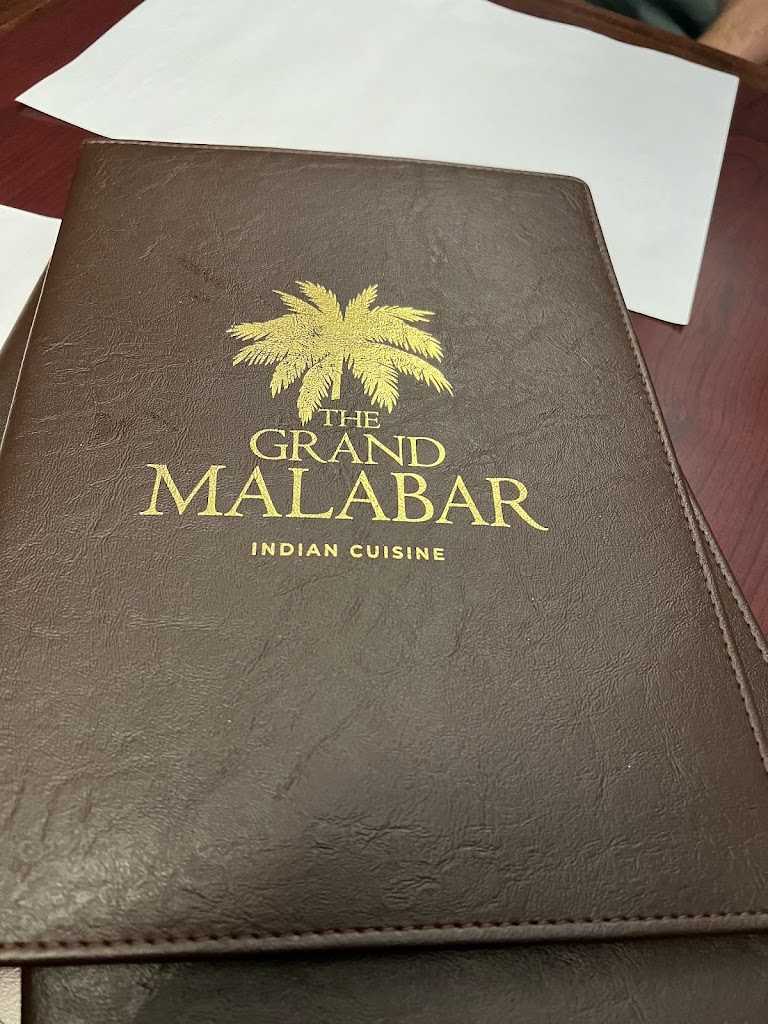 THE
GRAND
MALABAR
INDIAN CUISINE